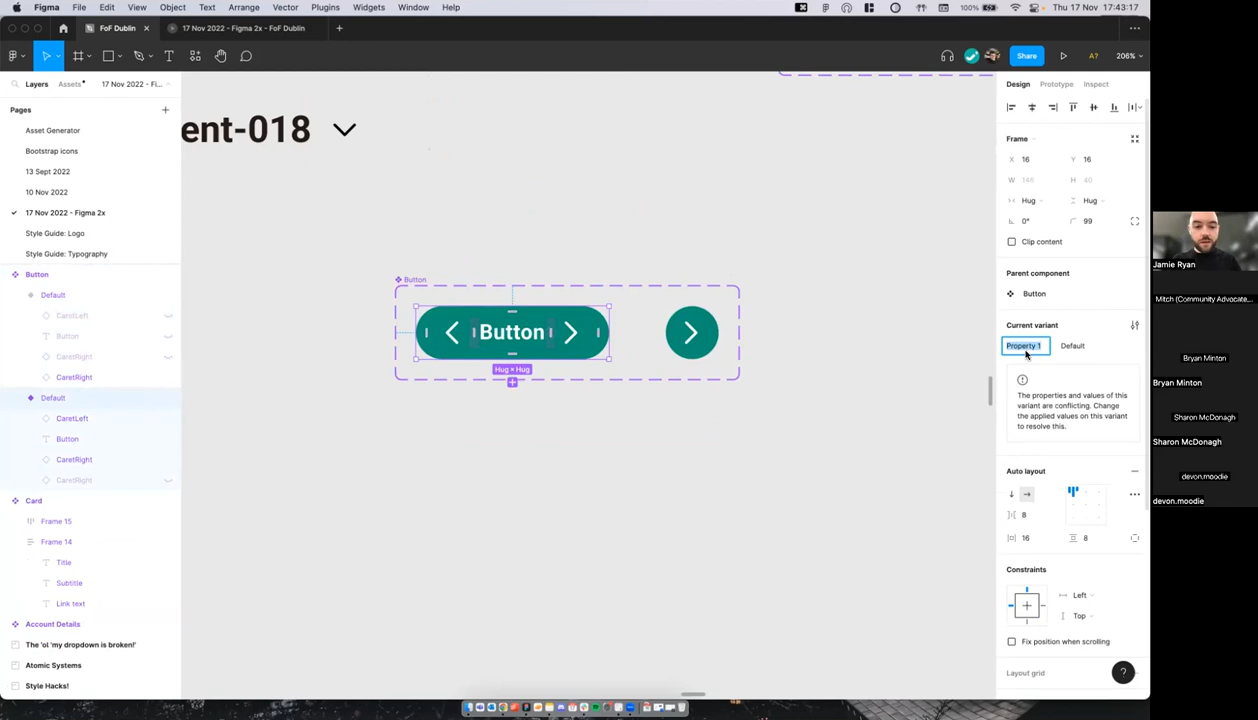 Figma File Edit View Object Text Arrange Vector Plugins Widgets Window Help 100% Thu 17 Nov 17:43:17
FoF Dublin 17 Nov 2022 - Figma 2x - FoF Dublin
Share A? 206%
Layers Assets 17 Nov 2022 - Fi...
Pages
Asset Generator
Bootstrap icons
13 Sept 2022
10 Nov 2022
17 Nov 2022 - Figma 2x
Style Guide: Logo
Style Guide: Typography
Button
Default
CaretLeft
Button
CaretRight
CaretRight
Default
CaretLeft
Button
CaretRight
CaretRight
Card
Frame 15
Frame 14
Title
Subtitle
Link text
Account Details
The 'ol 'my dropdown is broken!'
Atomic Systems
Style Hacks!
ent-018
Button
Button
Hug × Hug
Design Prototype Inspect
Frame
X 16 Y 16
W 146 H 40
Hug Hug
0° 99
Clip content
Parent component
Button
Current variant
Property 1 Default
The properties and values of this
variant are conflicting. Change
the applied values on this variant
to resolve this.
Auto layout
8
16 8
Constraints
Left
Top
Fix position when scrolling
Layout grid
?
Jamie Ryan
Mitch (Community Advocate,...
Bryan Minton
Bryan Minton
Sharon McDonagh
Sharon McDonagh
devon.moodie
devon.moodie